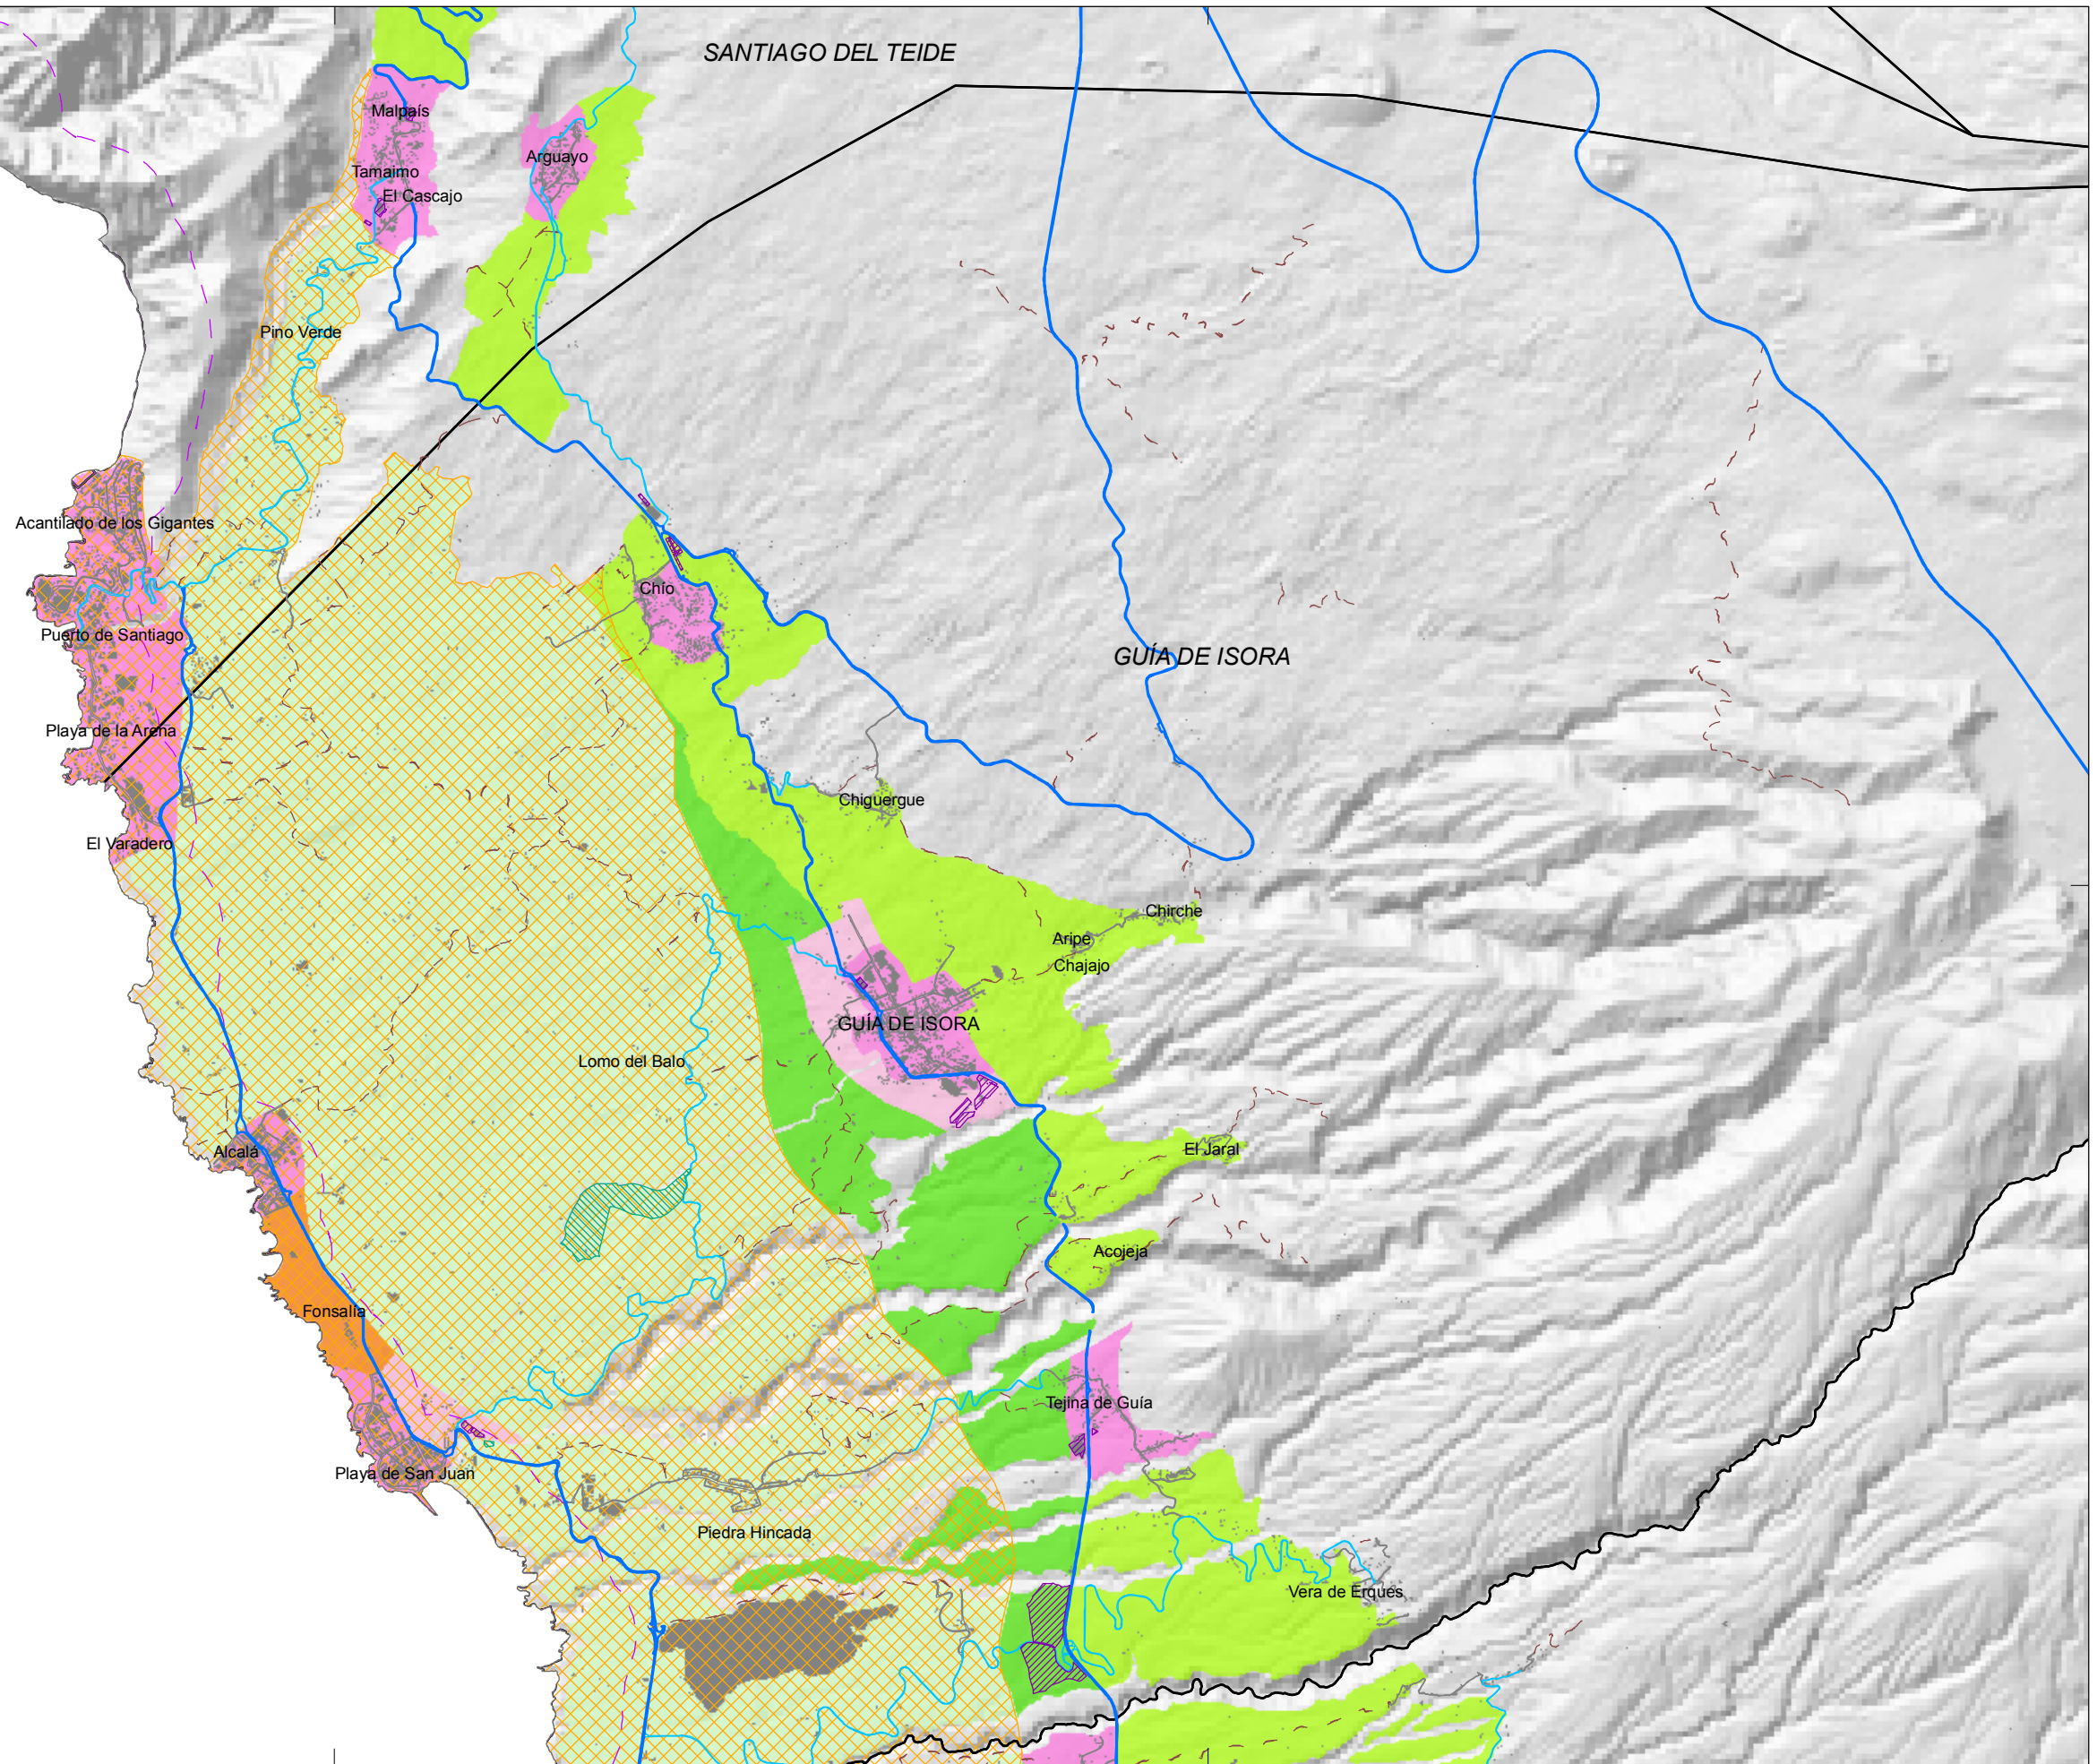 SANTIAGO DEL TEIDE
Malpaís
Arguayo
Tamaimo
El Cascajo
Pino Verde
Acantilado de los Gigantes
Chío
Puerto de Santiago
GUÍA DE ISORA
Playa de la Arena
Chiguergue
El Varadero
Chirche
Aripe
Chajajo
GUÍA DE ISORA
Lomo del Balo
Alcalá
El Jaral
Acojeja
Fonsalía
Tejina de Guía
Playa de San Juan
Piedra Hincada
Vera de Erques